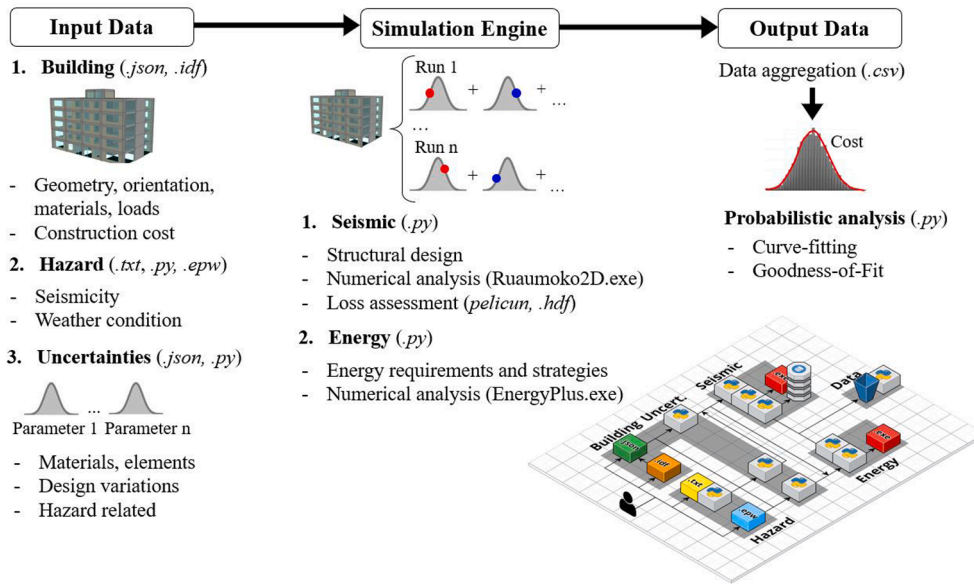 Input Data
Simulation Engine
Output Data
1. Building (.json, .idf)
- Geometry, orientation,
materials, loads
- Construction cost
2. Hazard (.txt, .py, .epw)
- Seismicity
- Weather condition
3. Uncertainties (.json, .py)
...
Parameter 1 Parameter n
- Materials, elements
- Design variations
- Hazard related
Run 1
+ + ...
...
Run n
+ + ...
1. Seismic (.py)
- Structural design
- Numerical analysis (Ruaumoko2D.exe)
- Loss assessment (pelicun, .hdf)
2. Energy (.py)
- Energy requirements and strategies
- Numerical analysis (EnergyPlus.exe)
Data aggregation (.csv)
Cost
Probabilistic analysis (.py)
- Curve-fitting
- Goodness-of-Fit
Seismic
exe
Data
Building
Uncert.
.json
.idf
.txt
.epw
Hazard
exe
Energy